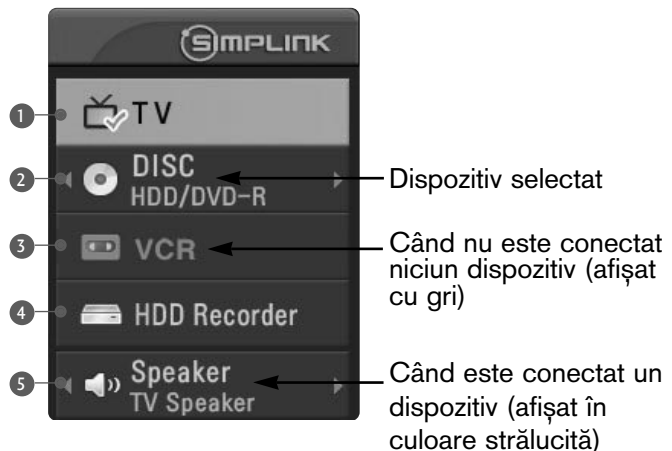 SIMPLINK
1 TV
2 DISC
HDD/DVD-R
Dispozitiv selectat
3 VCR
Când nu este conectat
niciun dispozitiv (afișat
cu gri)
4 HDD Recorder
5 Speaker
TV Speaker
Când este conectat un
dispozitiv (afișat în
culoare strălucită)